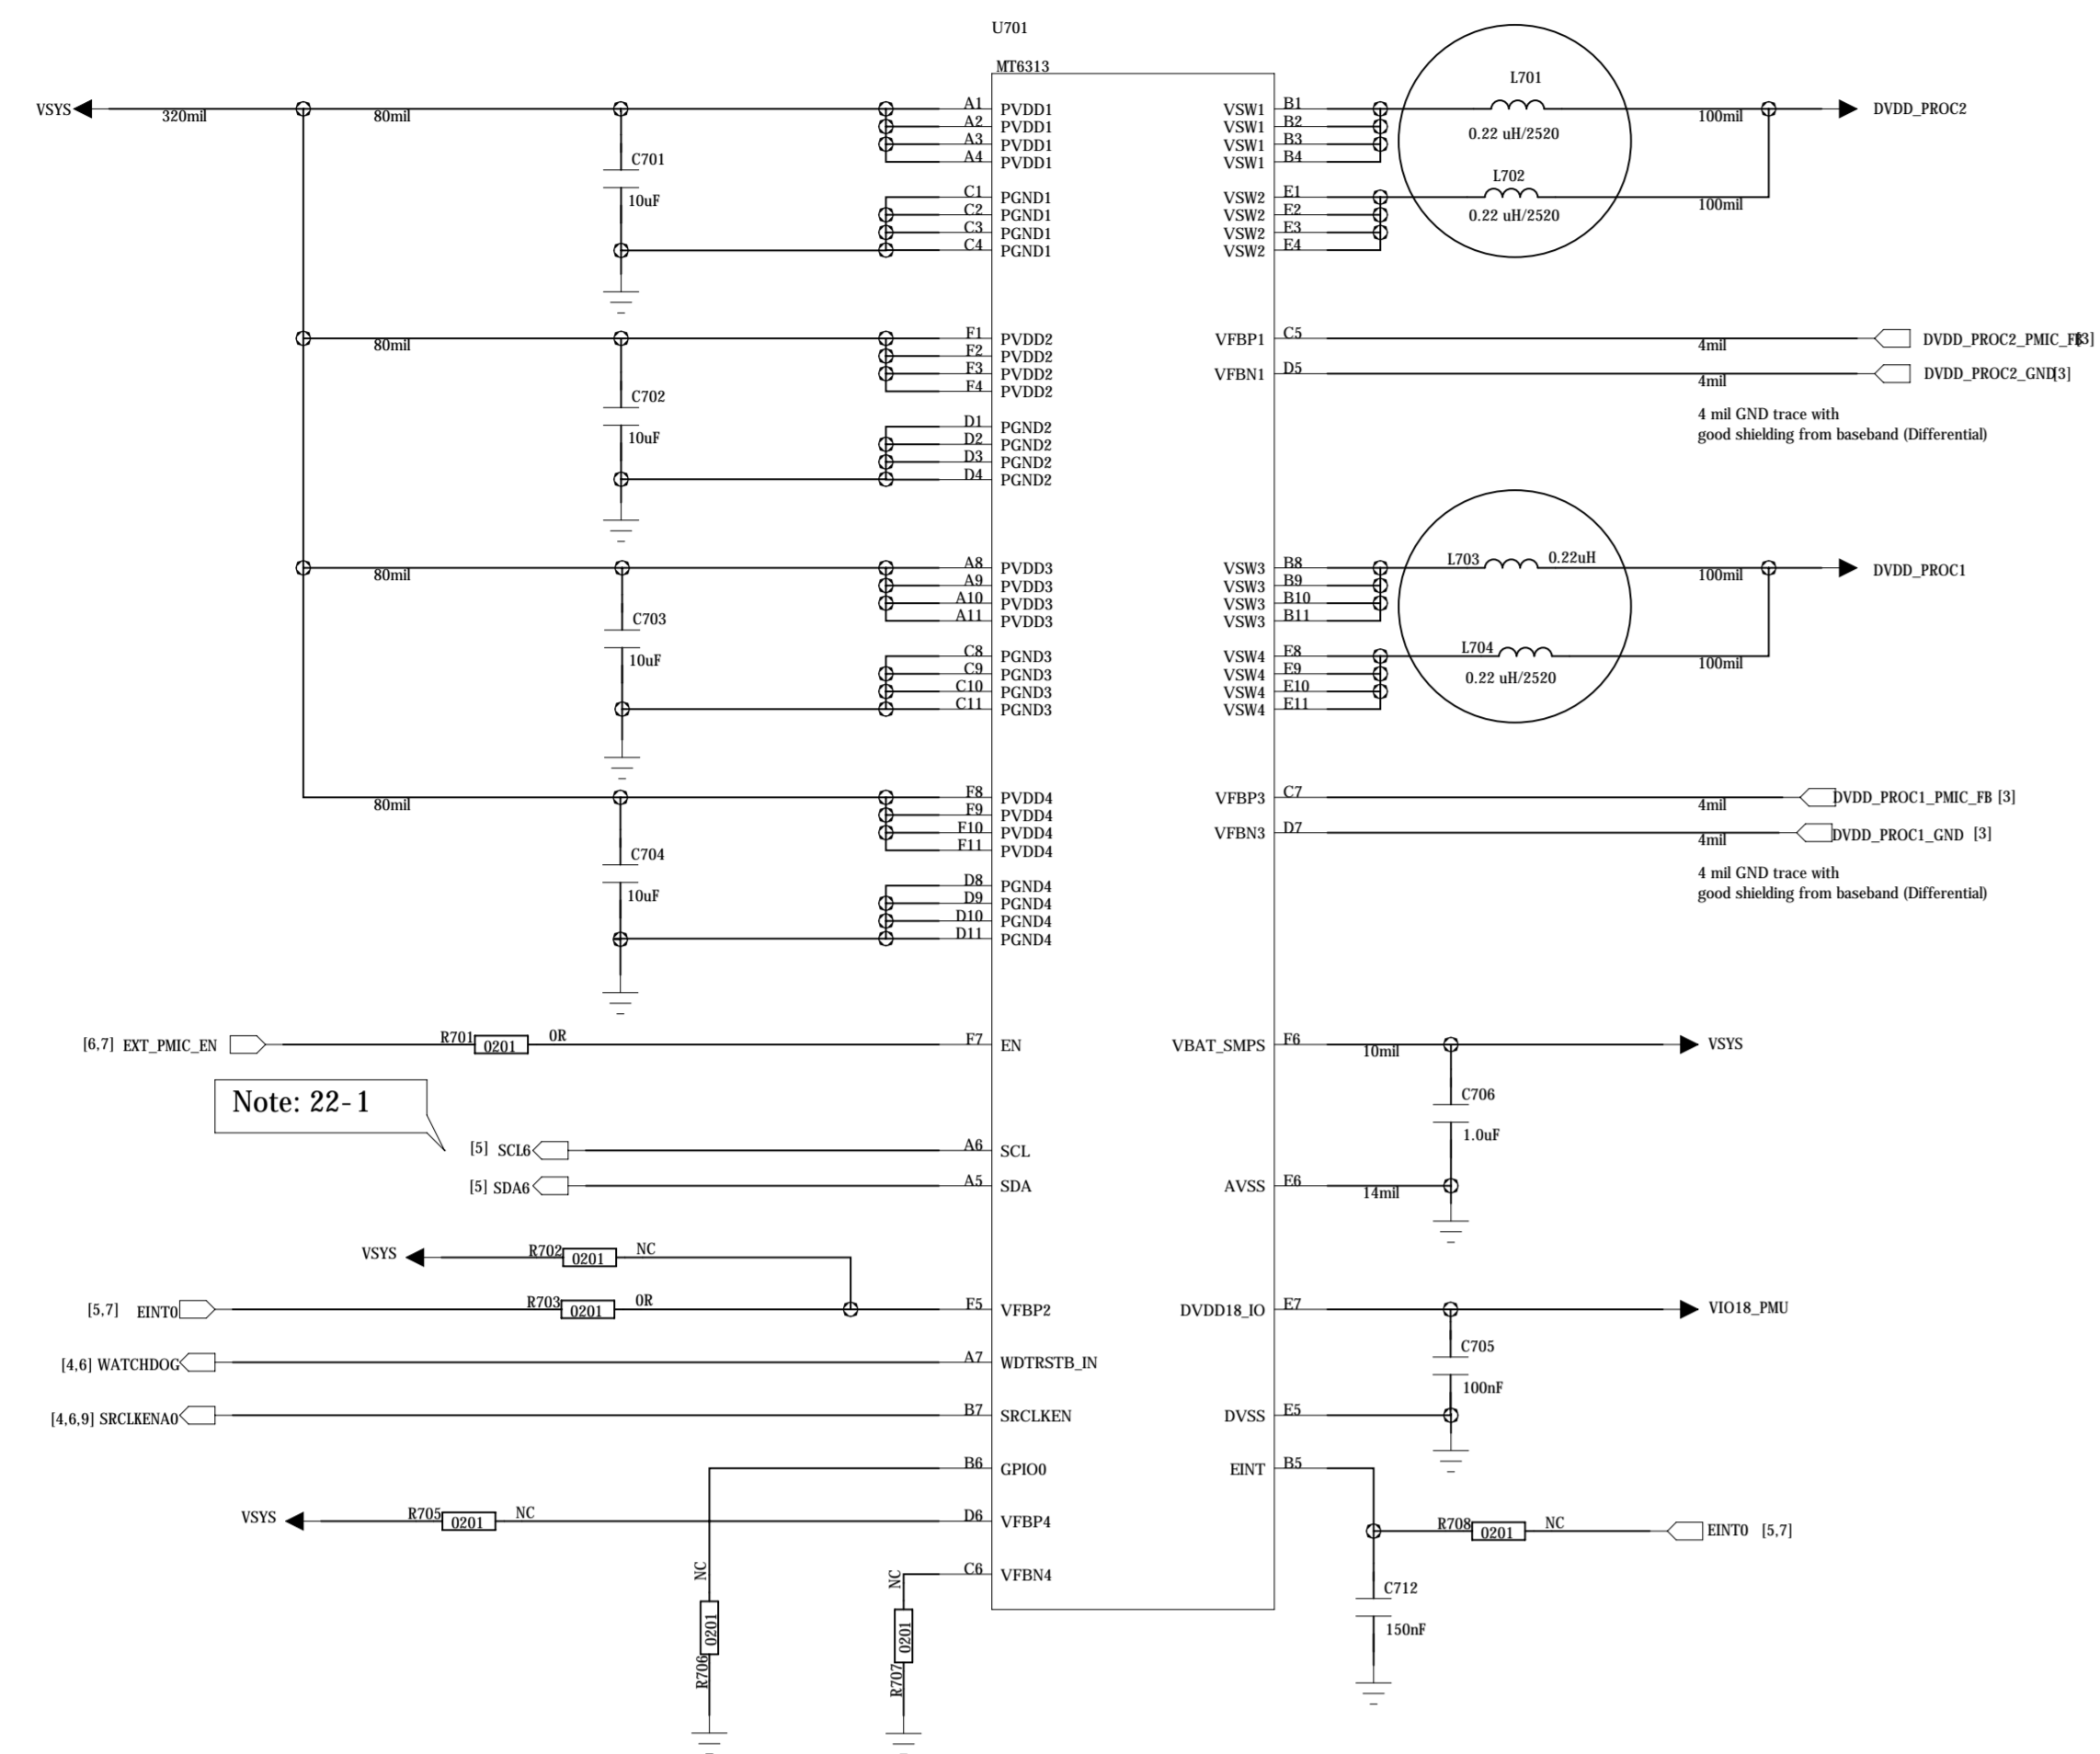 U701
MT6313
VSYS
320mil
80mil
C701
10uF
A1 PVDD1
A2 PVDD1
A3 PVDD1
A4 PVDD1
C1 PGND1
C2 PGND1
C3 PGND1
C4 PGND1
VSW1 B1
VSW1 B2
VSW1 B3
VSW1 B4
VSW2 E1
VSW2 E2
VSW2 E3
VSW2 E4
L701
0.22 uH/2520
100mil
DVDD_PROC2
L702
0.22 uH/2520
100mil
80mil
C702
10uF
F1 PVDD2
F2 PVDD2
F3 PVDD2
F4 PVDD2
D1 PGND2
D2 PGND2
D3 PGND2
D4 PGND2
VFBP1 C5
4mil
DVDD_PROC2_PMIC_FB[3]
VFBN1 D5
4mil
DVDD_PROC2_GND[3]
4 mil GND trace with
good shielding from baseband (Differential)
80mil
C703
10uF
A8 PVDD3
A9 PVDD3
A10 PVDD3
A11 PVDD3
C8 PGND3
C9 PGND3
C10 PGND3
C11 PGND3
VSW3 B8
VSW3 B9
VSW3 B10
VSW3 B11
VSW4 E8
VSW4 E9
VSW4 E10
VSW4 E11
L703 0.22uH
100mil
DVDD_PROC1
L704
0.22 uH/2520
100mil
80mil
C704
10uF
F8 PVDD4
F9 PVDD4
F10 PVDD4
F11 PVDD4
D8 PGND4
D9 PGND4
D10 PGND4
D11 PGND4
VFBP3 C7
4mil
DVDD_PROC1_PMIC_FB [3]
VFBN3 D7
4mil
DVDD_PROC1_GND [3]
4 mil GND trace with
good shielding from baseband (Differential)
[6,7] EXT_PMIC_EN
R701 0201 0R
F7 EN
VBAT_SMPS F6
10mil
VSYS
C706
1.0uF
Note: 22-1
[5] SCL6
A6 SCL
[5] SDA6
A5 SDA
AVSS E6
14mil
VSYS
R702 0201 NC
[5,7] EINT0
R703 0201 0R
F5 VFBP2
DVDD18_IO E7
VIO18_PMU
C705
100nF
[4,6] WATCHDOG
A7 WDTRSTB_IN
[4,6,9] SRCLKENA0
B7 SRCLKEN
DVSS E5
B6 GPIO0
EINT B5
VSYS
R705 0201 NC
D6 VFBP4
R708 0201 NC
EINT0 [5,7]
C6 VFBN4
NC
0201
R706
NC
0201
R707
C712
150nF